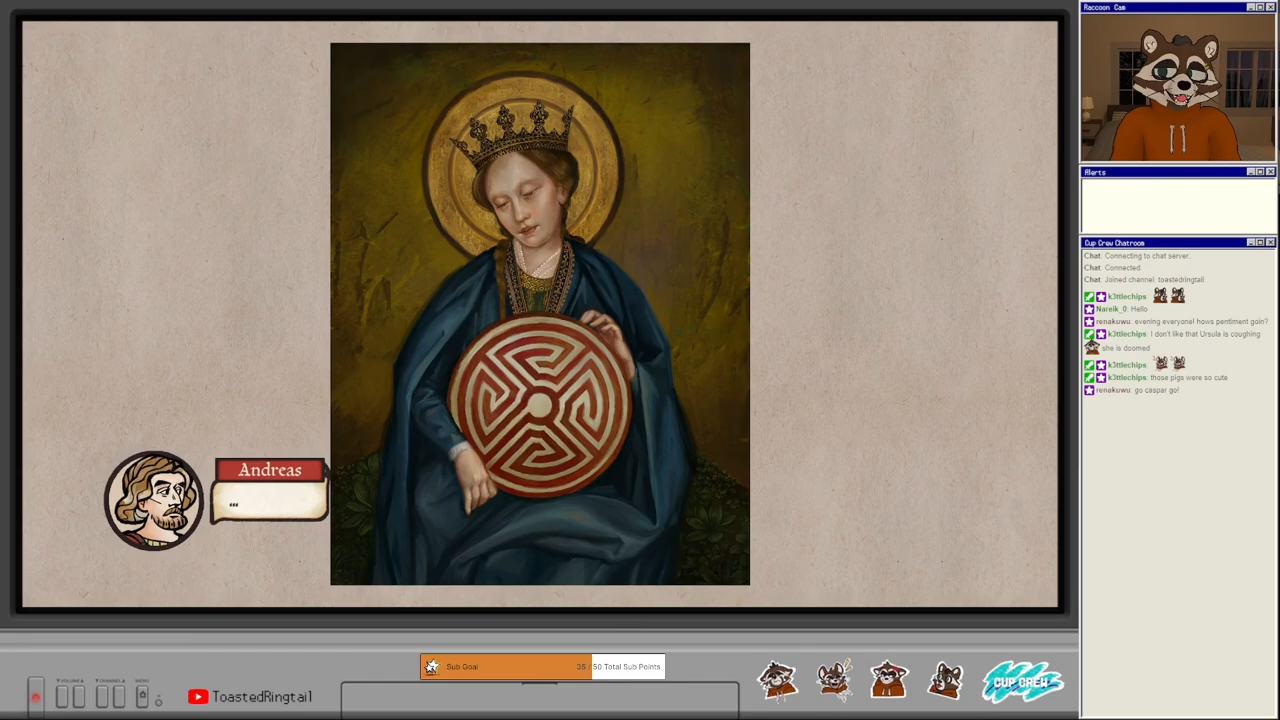 Raccoon Cam
Alerts
Cup Crew Chatroom
Chat: Connecting to chat server..
Chat: Connected.
Chat: Joined channel: toastedringtail
k3ttlechips
Nareik_0: Hello
renakuwu: evening everyone! hows pentiment goin?
k3ttlechips: I don't like that Ursula is coughing
she is doomed
k3ttlechips
k3ttlechips: those pigs were so cute
renakuwu: go caspar go!
Andreas
...
Sub Goal
35 / 50 Total Sub Points
VOLUME
CHANNEL
MENU
ToastedRingtail
CUP CREW